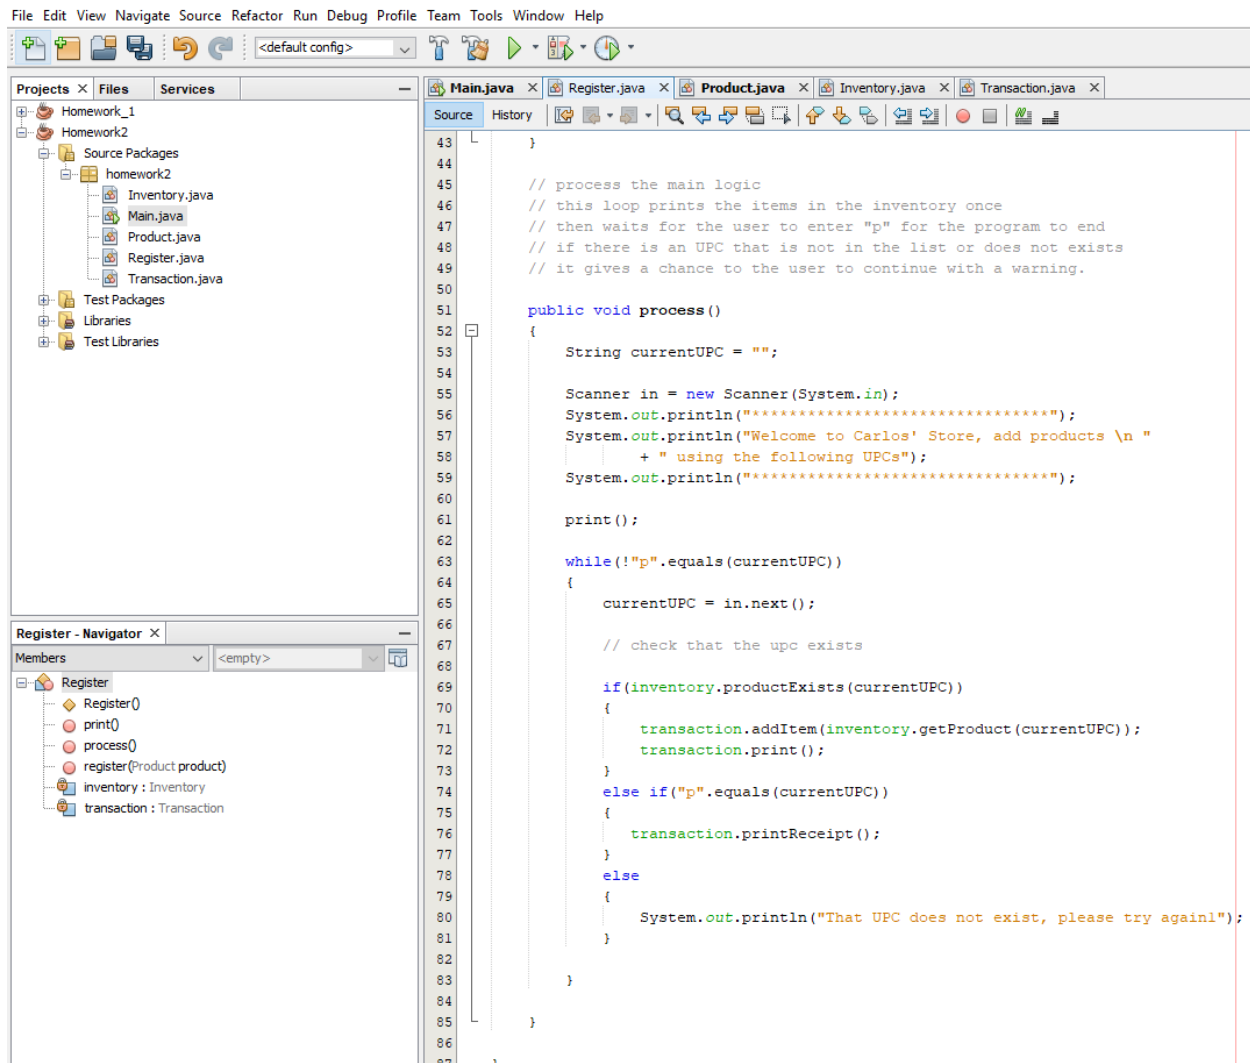 File Edit View Navigate Source Refactor Run Debug Profile Team Tools Window Help
<default config>
Projects Files Services
Homework_1
Homework2
Source Packages
homework2
Inventory.java
Main.java
Product.java
Register.java
Transaction.java
Test Packages
Libraries
Test Libraries
Register - Navigator
Members <empty>
Register
Register()
print()
process()
register(Product product)
inventory : Inventory
transaction : Transaction
Main.java Register.java Product.java Inventory.java Transaction.java
Source History
43 }
44
45 // process the main logic
46 // this loop prints the items in the inventory once
47 // then waits for the user to enter "p" for the program to end
48 // if there is an UPC that is not in the list or does not exists
49 // it gives a chance to the user to continue with a warning.
50
51 public void process()
52 {
53 String currentUPC = "";
54
55 Scanner in = new Scanner(System.in);
56 System.out.println("********************************");
57 System.out.println("Welcome to Carlos' Store, add products \n "
58 + " using the following UPCs");
59 System.out.println("********************************");
60
61 print();
62
63 while(!"p".equals(currentUPC))
64 {
65 currentUPC = in.next();
66
67 // check that the upc exists
68
69 if(inventory.productExists(currentUPC))
70 {
71 transaction.addItem(inventory.getProduct(currentUPC));
72 transaction.print();
73 }
74 else if("p".equals(currentUPC))
75 {
76 transaction.printReceipt();
77 }
78 else
79 {
80 System.out.println("That UPC does not exist, please try again1");
81 }
82
83 }
84
85 }
86
87 }